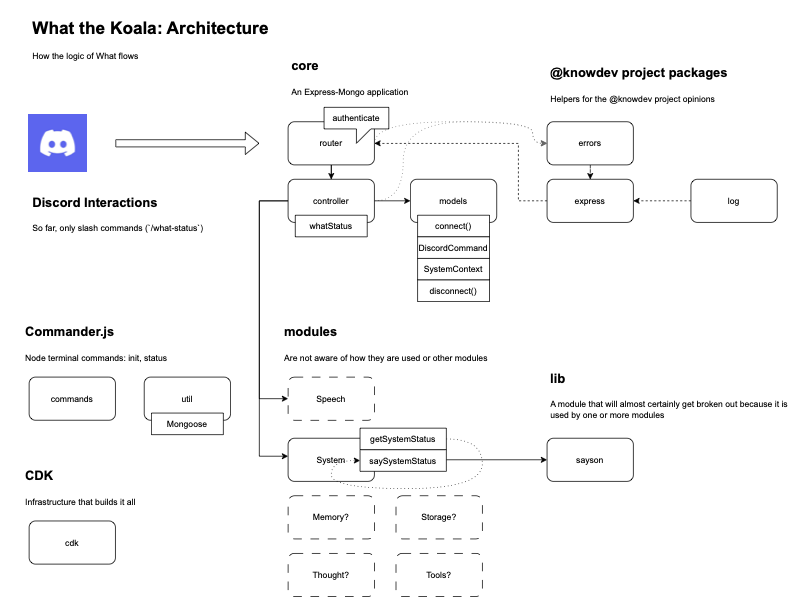 What the Koala: Architecture
How the logic of What flows
core
An Express-Mongo application
@knowdev project packages
Helpers for the @knowdev project opinions
authenticate
router
errors
controller
models
express
log
whatStatus
connect()
DiscordCommand
SystemContext
disconnect()
Discord Interactions
So far, only slash commands (`/what-status`)
Commander.js
Node terminal commands: init, status
commands
util
Mongoose
modules
Are not aware of how they are used or other modules
Speech
getSystemStatus
System
saySystemStatus
lib
A module that will almost certainly get broken out because it is
used by one or more modules
sayson
CDK
Infrastructure that builds it all
cdk
Memory?
Storage?
Thought?
Tools?